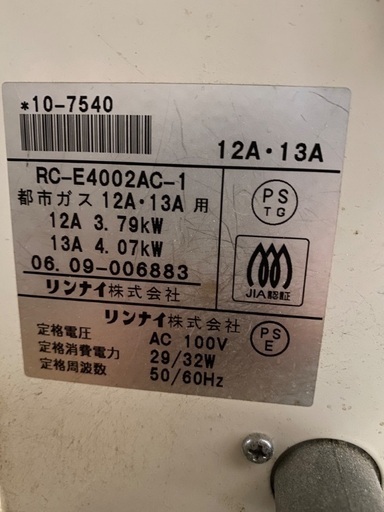 *10-7540
12A・13A
RC-E4002AC-1
都市ガス 12A・13A 用
12A 3.79kW
13A 4.07kW
06.09-006883
リンナイ株式会社
PS
TG
JIA認証
リンナイ株式会社
定格電圧 AC 100V
定格消費電力 29/32W
定格周波数 50/60Hz
PS
E